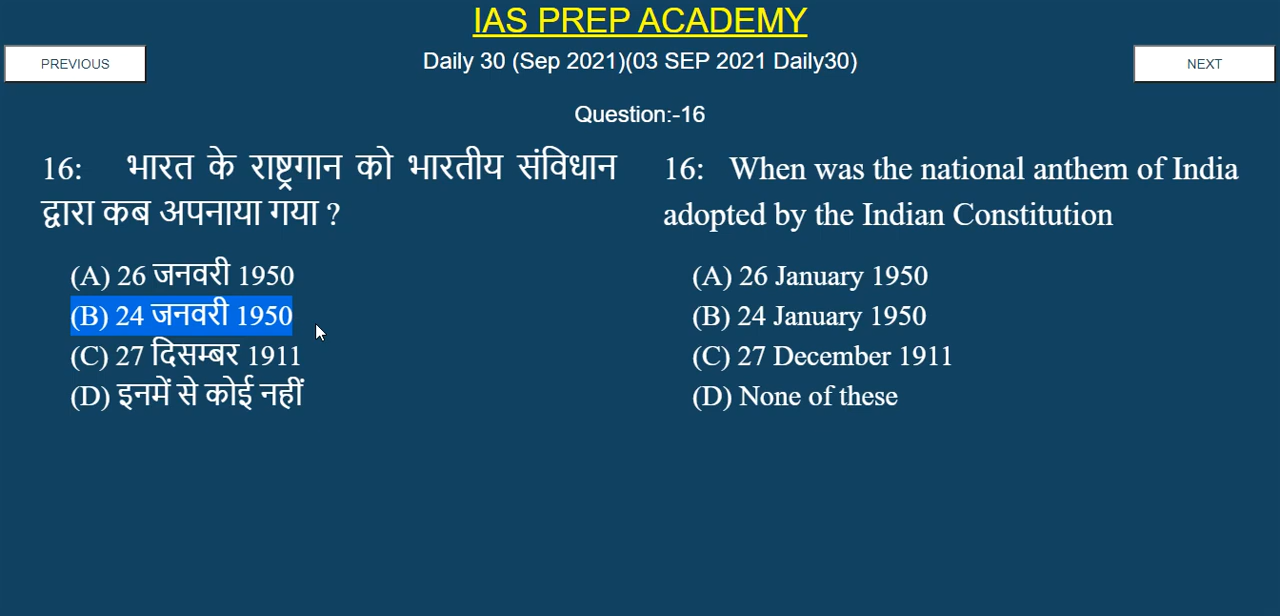 IAS PREP ACADEMY
PREVIOUS
Daily 30 (Sep 2021)(03 SEP 2021 Daily30)
NEXT
Question:-16
16: भारत के राष्ट्रगान को भारतीय संविधान
द्वारा कब अपनाया गया ?
(A) 26 जनवरी 1950
(B) 24 जनवरी 1950
(C) 27 दिसम्बर 1911
(D) इनमें से कोई नहीं
16: When was the national anthem of India
adopted by the Indian Constitution
(A) 26 January 1950
(B) 24 January 1950
(C) 27 December 1911
(D) None of these